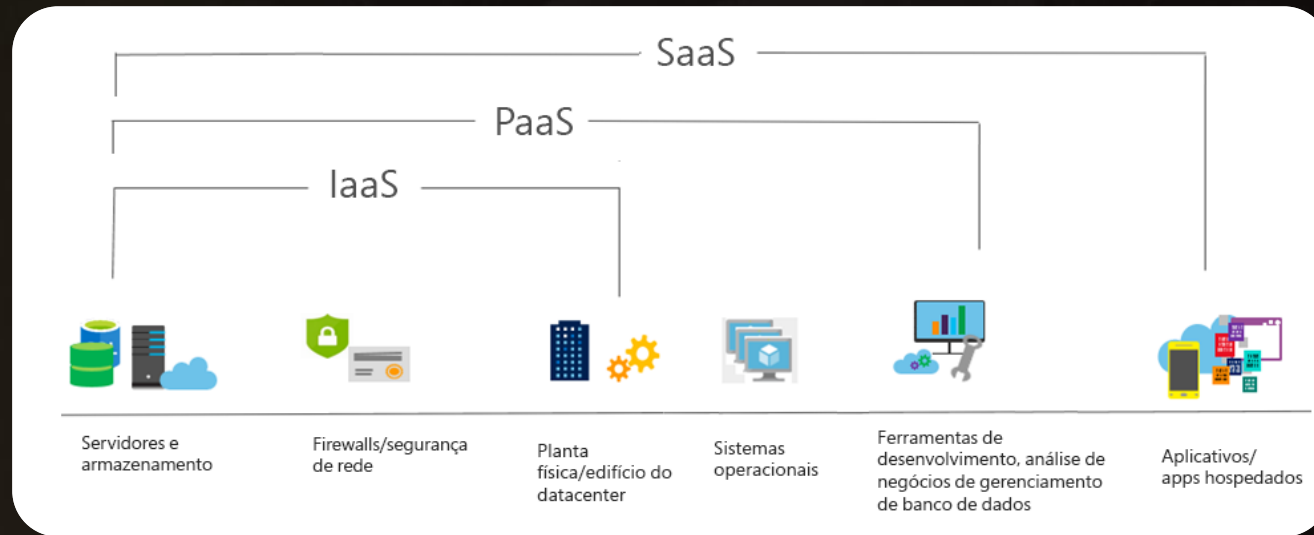 SaaS
PaaS
IaaS
Servidores e
armazenamento
Firewalls/segurança
de rede
Planta
física/edifício do
datacenter
Sistemas
operacionais
Ferramentas de
desenvolvimento, análise de
negócios de gerenciamento
de banco de dados
Aplicativos/
apps hospedados